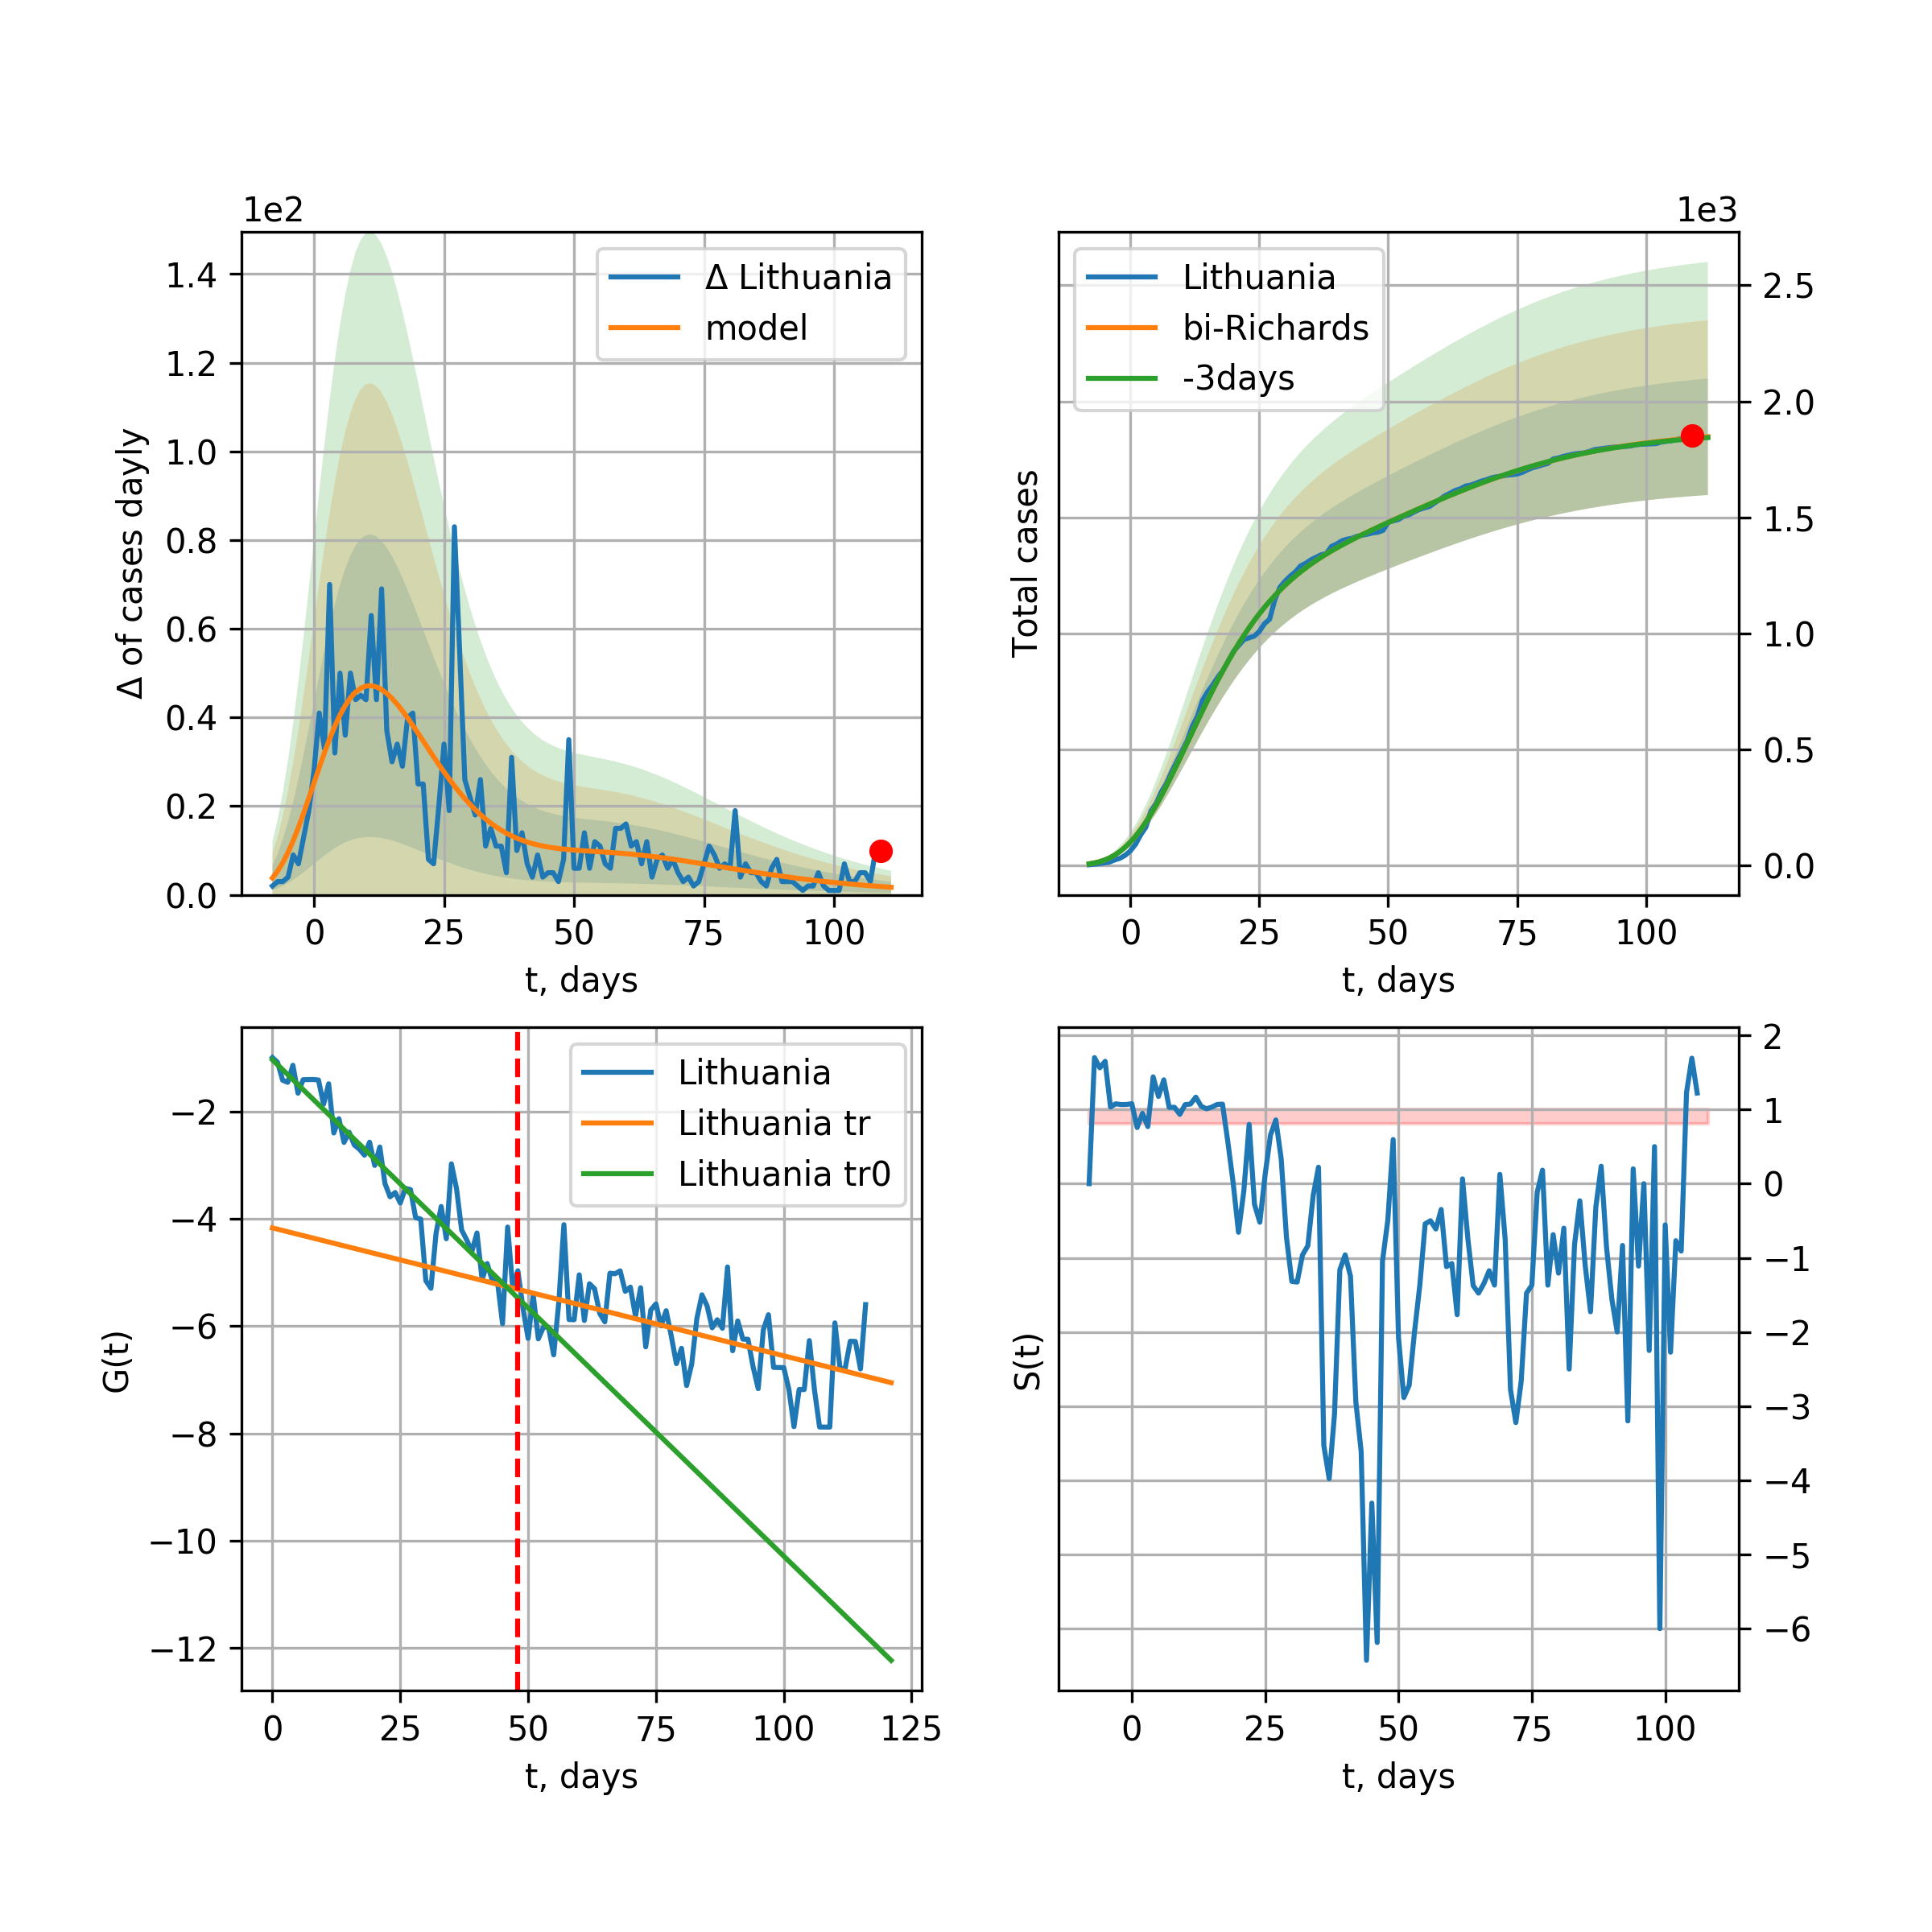 1e2
1.4
1.2
1.0
0.8
0.6
0.4
0.2
0.0
Δ of cases dayly
Δ Lithuania
model
0 25 50 75 100
t, days
1e3
Lithuania
bi-Richards
-3days
Total cases
2.5
2.0
1.5
1.0
0.5
0.0
0 25 50 75 100
t, days
Lithuania
Lithuania tr
Lithuania tr0
G(t)
−2
−4
−6
−8
−10
−12
0 25 50 75 100 125
t, days
S(t)
2
1
0
−1
−2
−3
−4
−5
−6
0 25 50 75 100
t, days